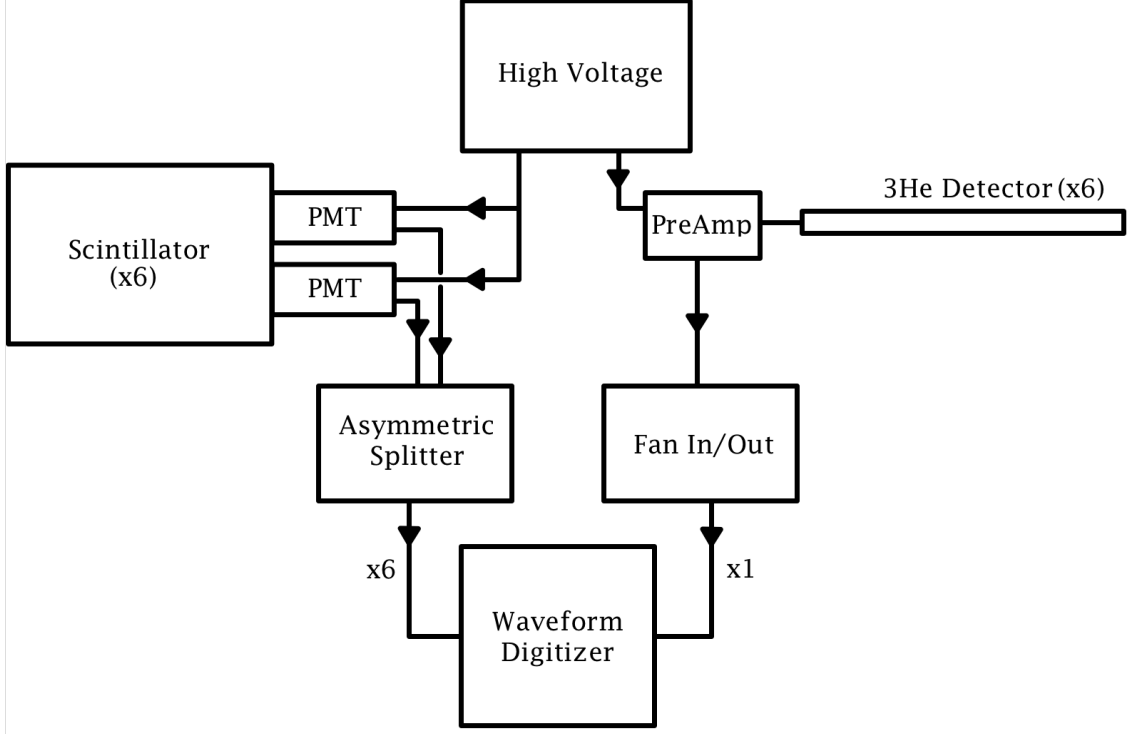 High Voltage
3He Detector (x6)
PMT
PreAmp
Scintillator
(x6)
PMT
Asymmetric
Splitter
Fan In/Out
x6
x1
Waveform
Digitizer